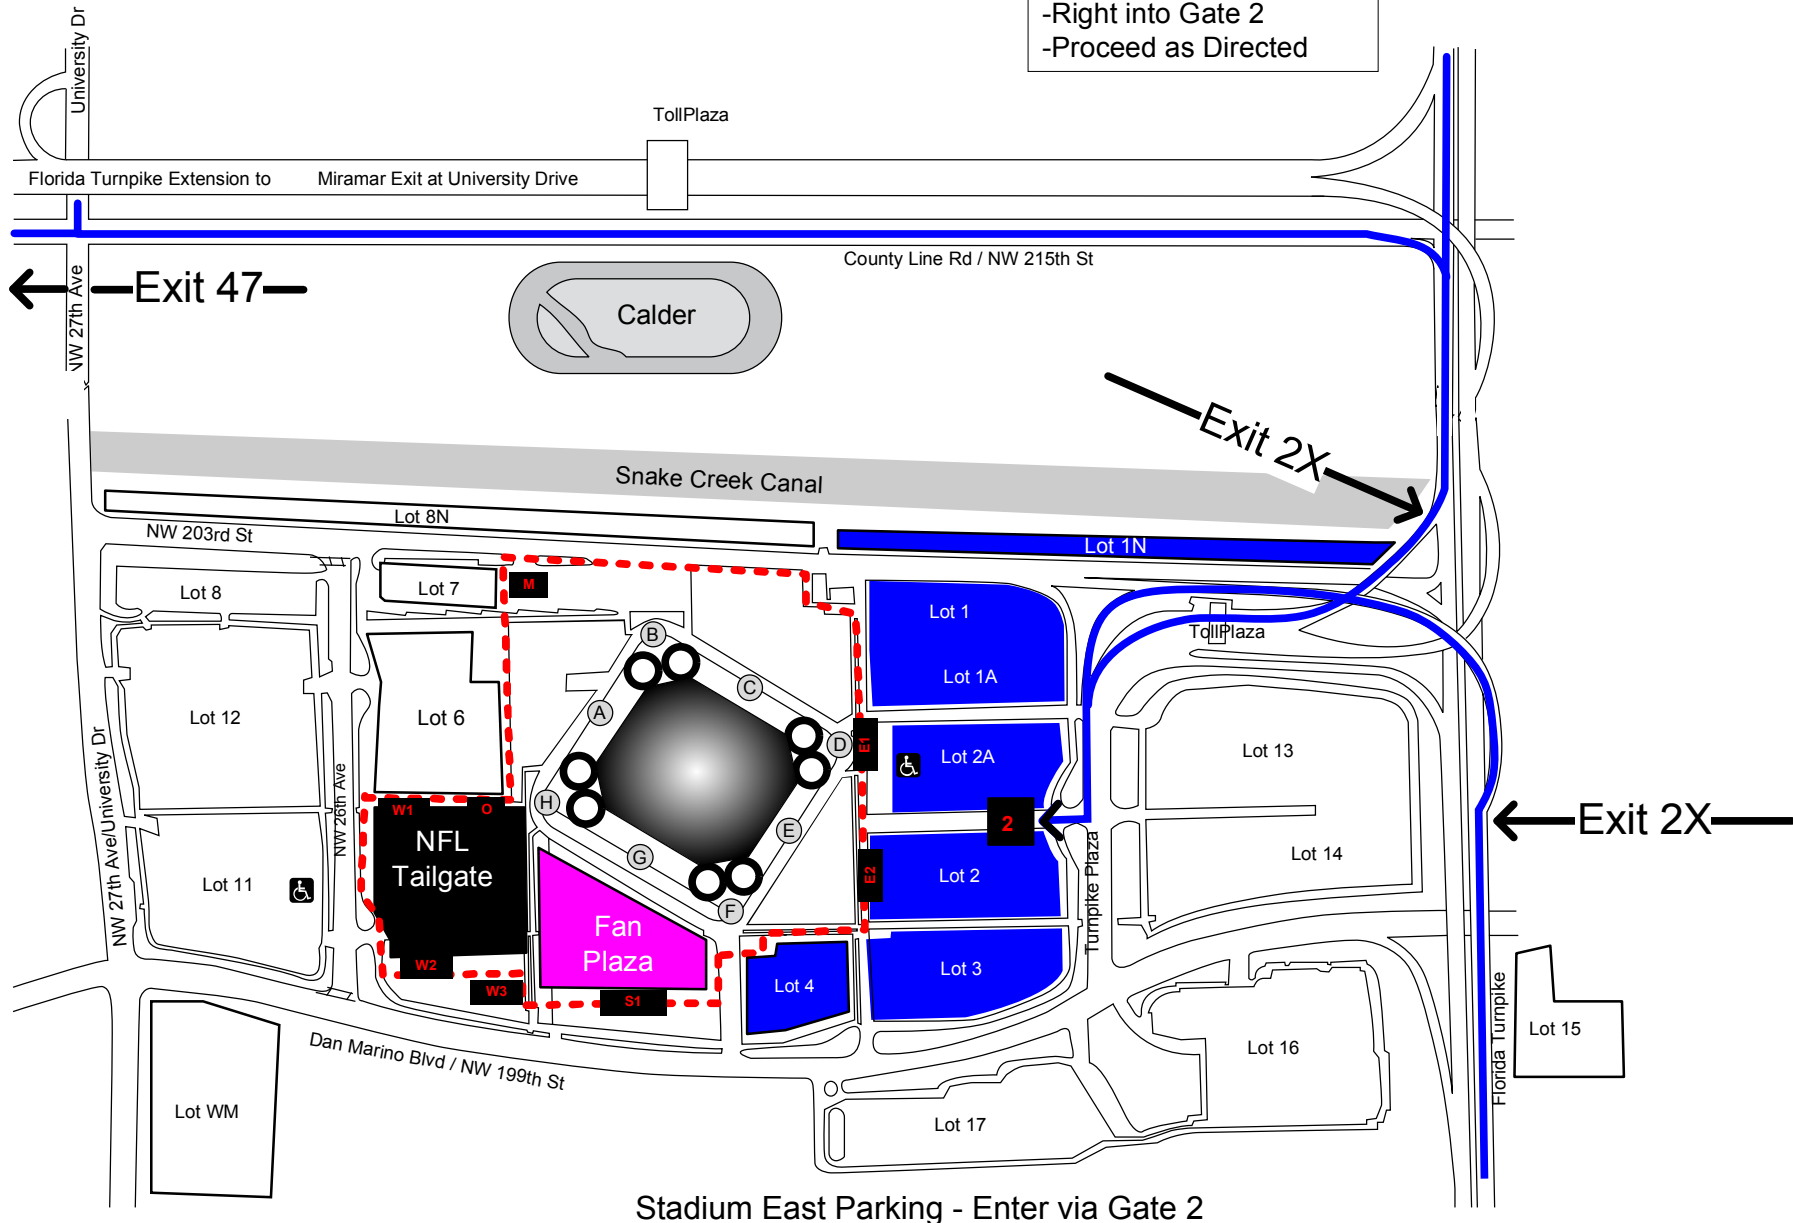 -Right into Gate 2
-Proceed as Directed
University Dr
TollPlaza
Florida Turnpike Extension to
Miramar Exit at University Drive
County Line Rd / NW 215th St
Exit 47
NW 27th Ave
Calder
Exit 2X
Snake Creek Canal
Lot 8N
NW 203rd St
Lot 1N
Lot 8
Lot 7
M
Lot 1
B
TollPlaza
Lot 1A
C
A
Lot 12
Lot 6
D
E1
Lot 2A
Lot 13
NW 27th Ave/University Dr
NW 26th Ave
W1
O
H
E
2
Exit 2X
NFL
Tailgate
G
E2
Lot 2
Lot 14
Lot 11
F
Turnpike Plaza
Fan
Plaza
W2
W3
S1
Lot 4
Lot 3
Florida Turnpike
Lot 15
Lot 16
Dan Marino Blvd / NW 199th St
Lot WM
Lot 17
Stadium East Parking - Enter via Gate 2